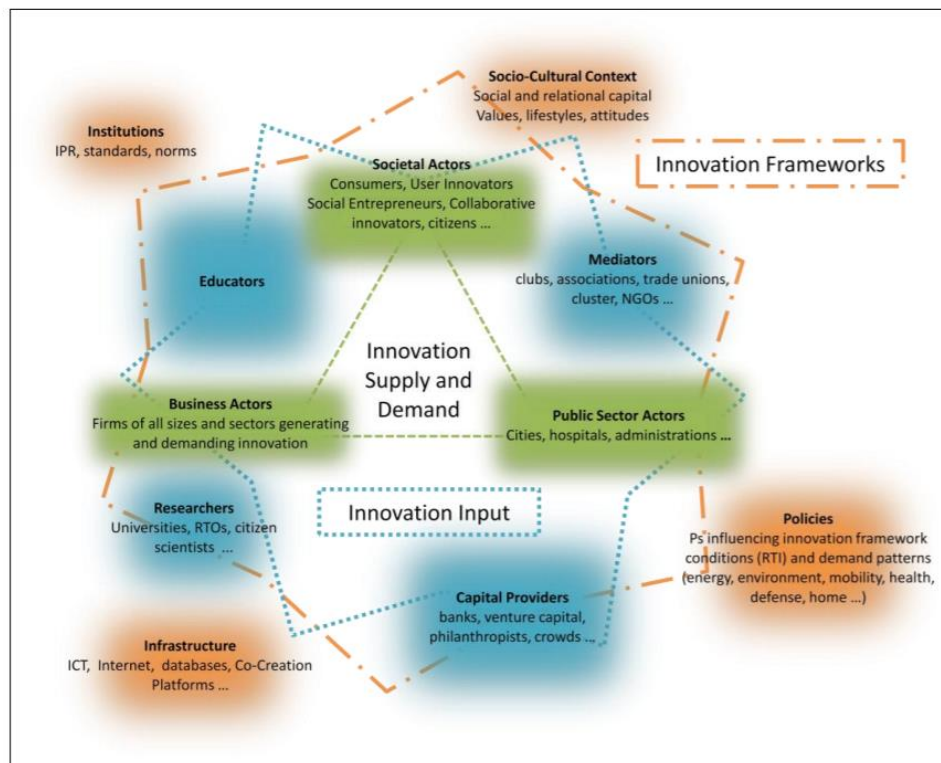 Socio-Cultural Context
Social and relational capital
Values, lifestyles, attitudes
Institutions
IPR, standards, norms
Innovation Frameworks
Societal Actors
Consumers, User Innovators
Social Entrepreneurs, Collaborative
innovators, citizens ...
Educators
Mediators
clubs, associations, trade unions,
cluster, NGOs ...
Innovation
Supply and
Demand
Business Actors
Firms of all sizes and sectors generating
and demanding innovation
Public Sector Actors
Cities, hospitals, administrations ...
Researchers
Universities, RTOs, citizen
scientists ...
Innovation Input
Policies
Ps influencing innovation framework
conditions (RTI) and demand patterns
(energy, environment, mobility, health,
defense, home ...)
Capital Providers
banks, venture capital,
philanthropists, crowds ...
Infrastructure
ICT, Internet, databases, Co-Creation
Platforms ...